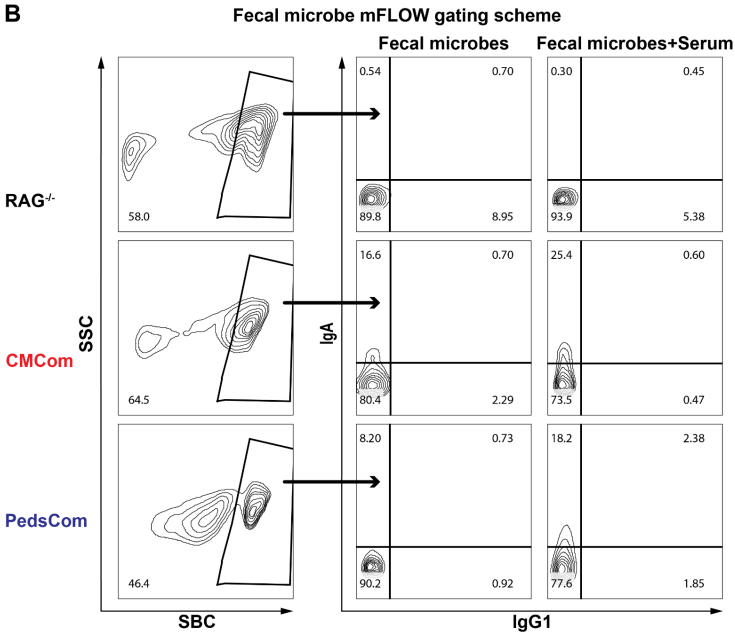 B
Fecal microbe mFLOW gating scheme
Fecal microbes
Fecal microbes+Serum
RAG-/-
58.0
0.54
0.70
89.8
8.95
0.30
0.45
93.9
5.38
CMCom
64.5
16.6
0.70
80.4
2.29
25.4
0.60
73.5
0.47
PedsCom
46.4
8.20
0.73
90.2
0.92
18.2
2.38
77.6
1.85
SSC
IgA
SBC
IgG1